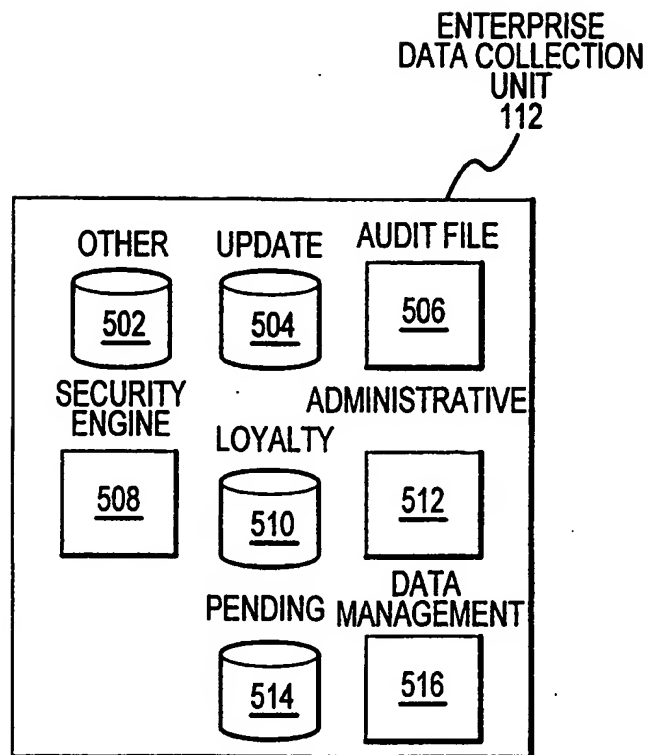 ENTERPRISE
DATA COLLECTION
UNIT
112
OTHER UPDATE AUDIT FILE
502 504 506
SECURITY
ENGINE
LOYALTY
ADMINISTRATIVE
508 510 512
PENDING
DATA
MANAGEMENT
514 516